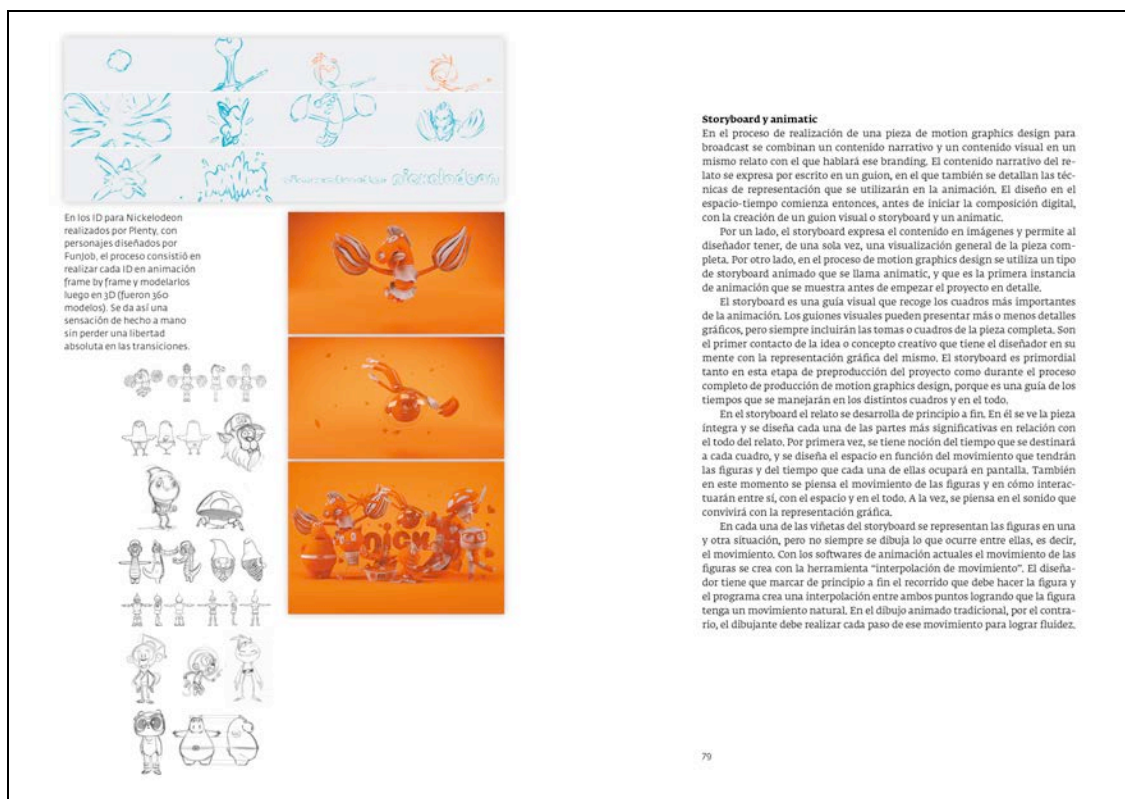 nickelodeon
En los ID para Nickelodeon
realizados por Plenty, con
personajes diseñados por
FunJob, el proceso consistió en
realizar cada ID en animación
frame by frame y modelarlos
luego en 3D (fueron 360
modelos). Se da así una
sensación de hecho a mano
sin perder una libertad
absoluta en las transiciones.
nick
Storyboard y animatic
En el proceso de realización de una pieza de motion graphics design para
broadcast se combinan un contenido narrativo y un contenido visual en un
mismo relato con el que hablará ese branding. El contenido narrativo del re-
lato se expresa por escrito en un guion, en el que también se detallan las téc-
nicas de representación que se utilizarán en la animación. El diseño en el
espacio-tiempo comienza entonces, antes de iniciar la composición digital,
con la creación de un guion visual o storyboard y un animatic.
Por un lado, el storyboard expresa el contenido en imágenes y permite al
diseñador tener, de una sola vez, una visualización general de la pieza com-
pleta. Por otro lado, en el proceso de motion graphics design se utiliza un tipo
de storyboard animado que se llama animatic, y que es la primera instancia
de animación que se muestra antes de empezar el proyecto en detalle.
El storyboard es una guía visual que recoge los cuadros más importantes
de la animación. Los guiones visuales pueden presentar más o menos detalles
gráficos, pero siempre incluirán las tomas o cuadros de la pieza completa. Son
el primer contacto de la idea o concepto creativo que tiene el diseñador en su
mente con la representación gráfica del mismo. El storyboard es primordial
tanto en esta etapa de preproducción del proyecto como durante el proceso
completo de producción de motion graphics design, porque es una guía de los
tiempos que se manejarán en los distintos cuadros y en el todo.
En el storyboard el relato se desarrolla de principio a fin. En él se ve la pieza
íntegra y se diseña cada una de las partes más significativas en relación con
el todo del relato. Por primera vez, se tiene noción del tiempo que se destinará
a cada cuadro, y se diseña el espacio en función del movimiento que tendrán
las figuras y del tiempo que cada una de ellas ocupará en pantalla. También
en este momento se piensa el movimiento de las figuras y en cómo interac-
tuarán entre sí, con el espacio y en el todo. A la vez, se piensa en el sonido que
convivirá con la representación gráfica.
En cada una de las viñetas del storyboard se representan las figuras en una
y otra situación, pero no siempre se dibuja lo que ocurre entre ellas, es decir,
el movimiento. Con los softwares de animación actuales el movimiento de las
figuras se crea con la herramienta “interpolación de movimiento”. El diseña-
dor tiene que marcar de principio a fin el recorrido que debe hacer la figura y
el programa crea una interpolación entre ambos puntos logrando que la figura
tenga un movimiento natural. En el dibujo animado tradicional, por el contra-
rio, el dibujante debe realizar cada paso de ese movimiento para lograr fluidez.
79